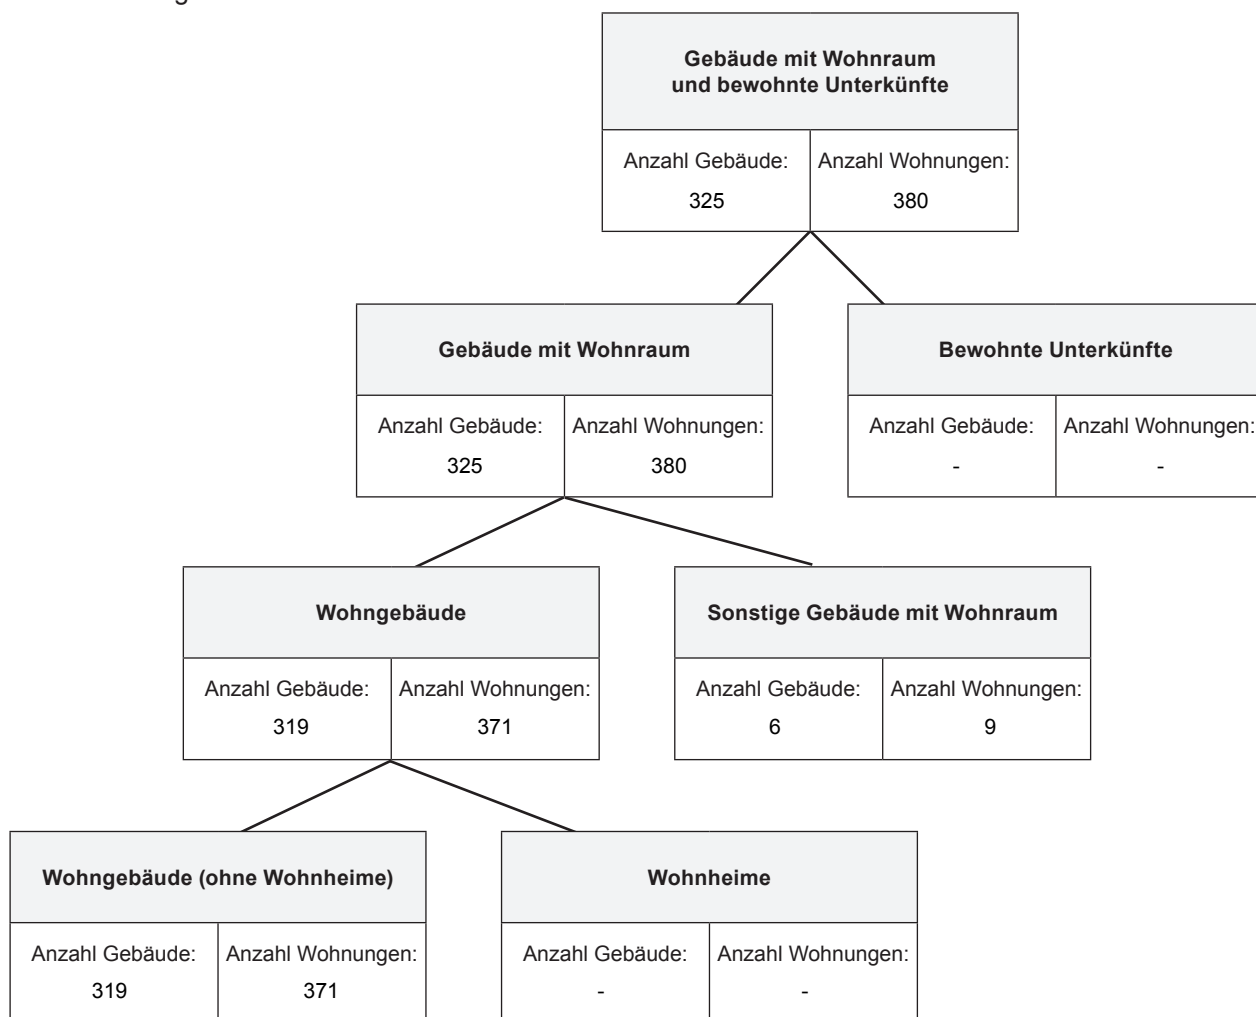 Gebäude mit Wohnraum
und bewohnte Unterkünfte
Anzahl Gebäude: Anzahl Wohnungen:
325 380
Gebäude mit Wohnraum
Anzahl Gebäude: Anzahl Wohnungen:
325 380
Bewohnte Unterkünfte
Anzahl Gebäude: Anzahl Wohnungen:
- -
Wohngebäude
Anzahl Gebäude: Anzahl Wohnungen:
319 371
Sonstige Gebäude mit Wohnraum
Anzahl Gebäude: Anzahl Wohnungen:
6 9
Wohngebäude (ohne Wohnheime)
Anzahl Gebäude: Anzahl Wohnungen:
319 371
Wohnheime
Anzahl Gebäude: Anzahl Wohnungen:
- -